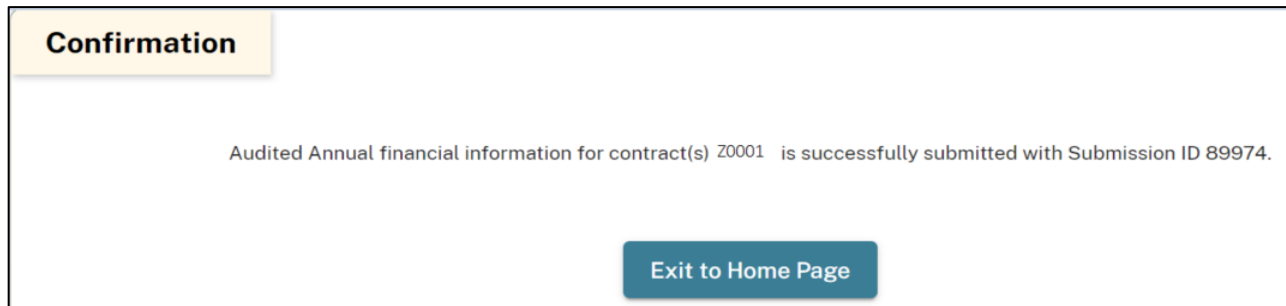 Confirmation
Audited Annual financial information for contract(s) Z0001 is successfully submitted with Submission ID 89974.
Exit to Home Page